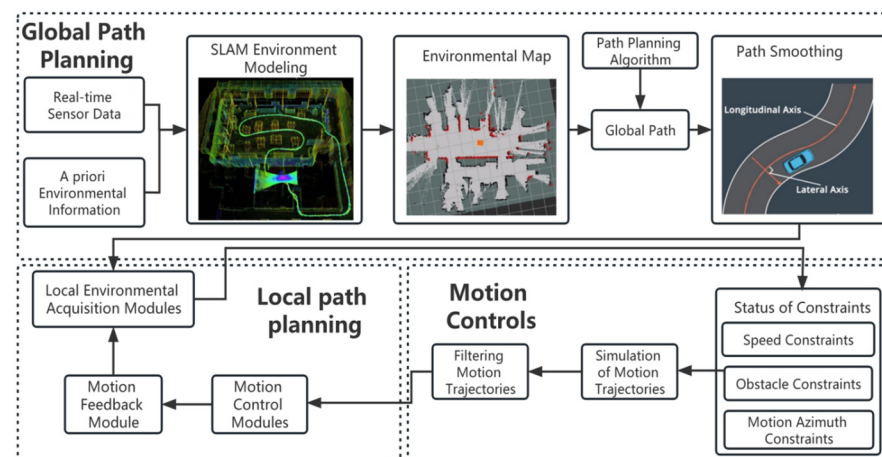 Global Path
Planning
Real-time
Sensor Data
A priori
Environmental
Information
SLAM Environment
Modeling
Environmental Map
Path Planning
Algorithm
Global Path
Path Smoothing
Longitudinal Axis
Lateral Axis
Local Environmental
Acquisition Modules
Local path
planning
Motion
Feedback
Module
Motion
Control
Modules
Motion
Controls
Filtering
Motion
Trajectories
Simulation
of Motion
Trajectories
Status of Constraints
Speed Constraints
Obstacle Constraints
Motion Azimuth
Constraints